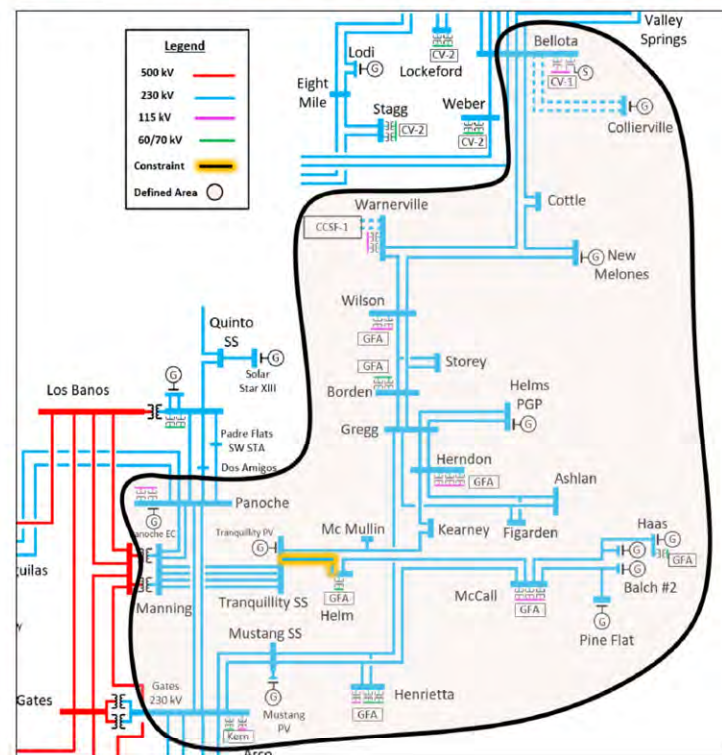 Legend
500 kV
230 kV
115 kV
60/70 kV
Constraint
Defined Area
Lodi
G
Eight
Mile
Stagg
CV-2
Lockeford
CV-2
Weber
CV-2
Valley
Springs
Bellota
CV-1
S
G
Collierville
Cottle
G
New
Melones
Warnerville
CCSF-1
Wilson
GFA
GFA
Storey
Borden
Gregg
Helms
PGP
G
Herndon
GFA
Ashlan
Figarden
Kearney
Quinto
SS
G
Solar
Star XIII
Los Banos
G
Padre Flats
SW STA
Dos Amigos
Panoche
G
anoche EC
Tranquillity PV
G
Mc Mullin
Haas
G
GFA
G
G
Balch #2
McCall
GFA
G
Pine Flat
guilas
Manning
Tranquillity SS
GFA
Helm
Mustang SS
G
Mustang
PV
y
Gates
Gates
230 kV
Kern
Henrietta
GFA
Arco